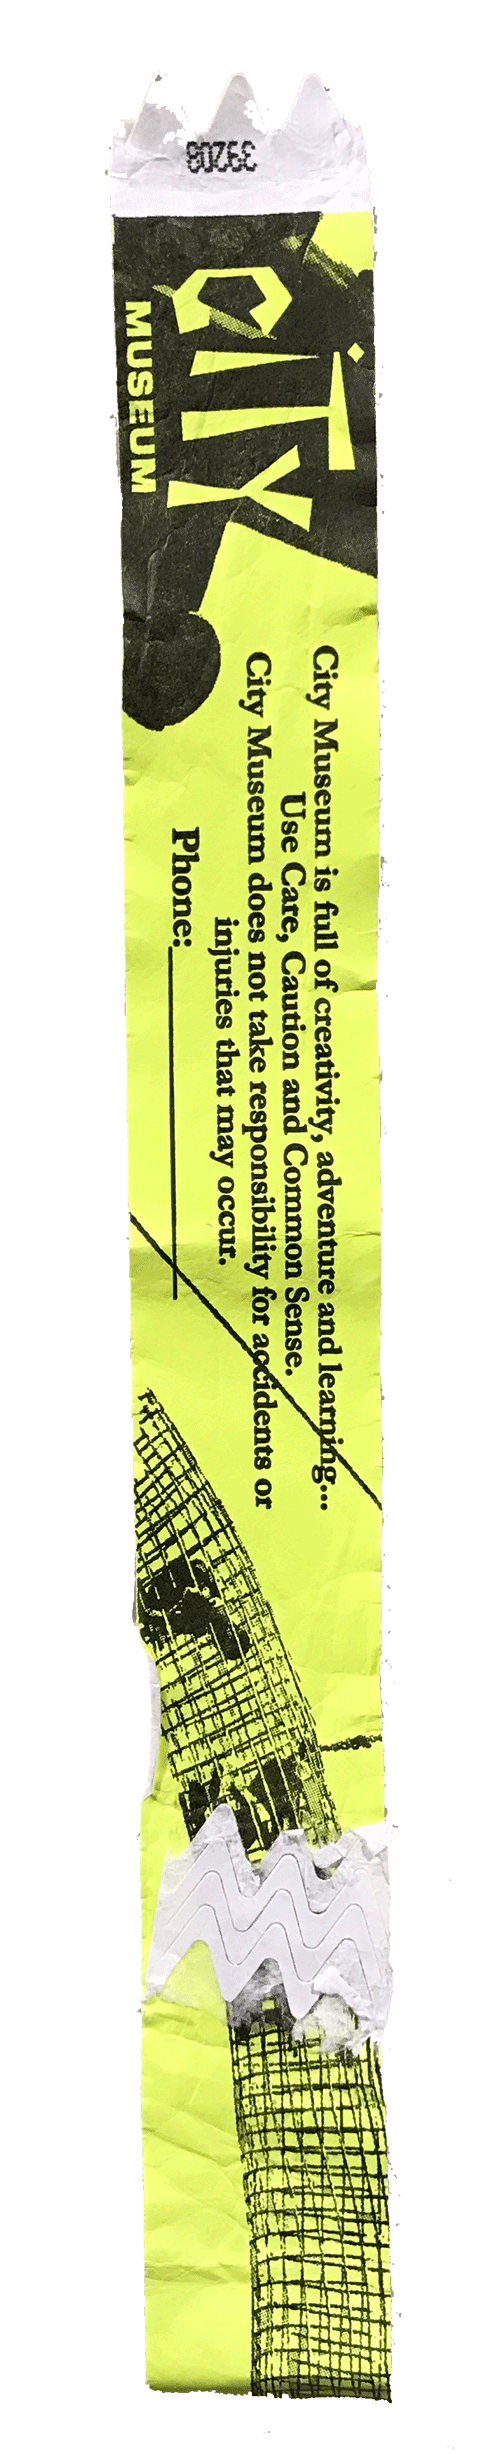 39208
CiTY
MUSEUM
City Museum is full of creativity, adventure and learning...
Use Care, Caution and Common Sense.
City Museum does not take responsibility for accidents or
injuries that may occur.
Phone: